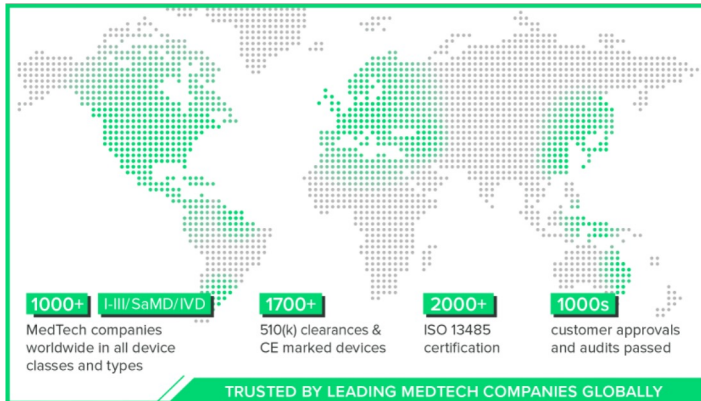 1000+ I-III/SaMD/IVD
MedTech companies
worldwide in all device
classes and types
1700+
510(k) clearances &
CE marked devices
2000+
ISO 13485
certification
1000s
customer approvals
and audits passed
TRUSTED BY LEADING MEDTECH COMPANIES GLOBALLY